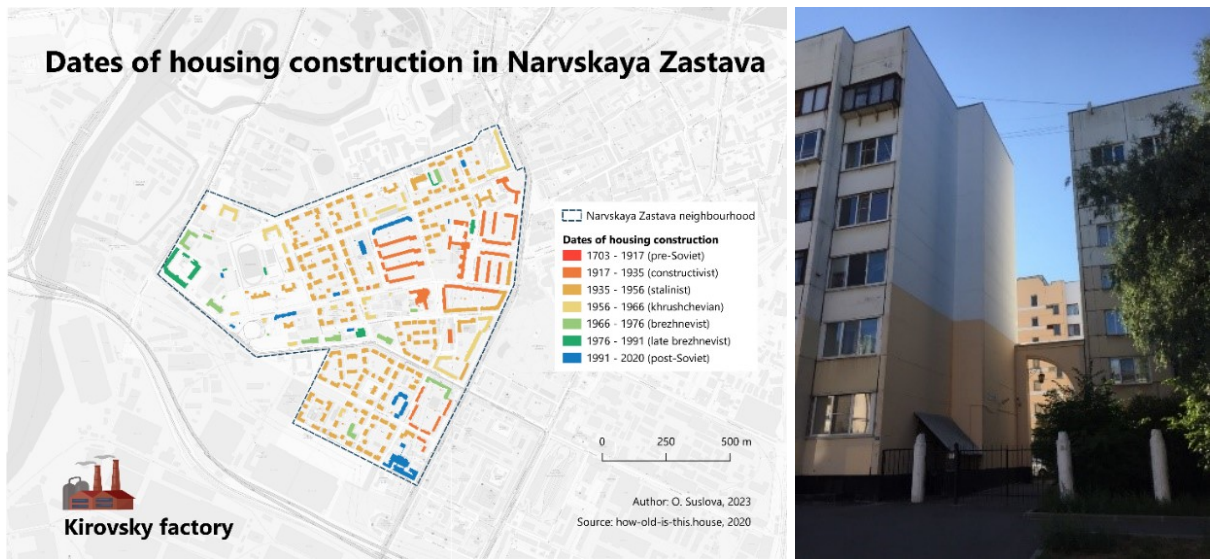 Dates of housing construction in Narvskaya Zastava
Narvskaya Zastava neighbourhood
Dates of housing construction
1703 - 1917 (pre-Soviet)
1917 - 1935 (constructivist)
1935 - 1956 (stalinist)
1956 - 1966 (khrushchevian)
1966 - 1976 (brezhnevist)
1976 - 1991 (late brezhnevist)
1991 - 2020 (post-Soviet)
0 250 500 m
Author: O. Suslova, 2023
Source: how-old-is-this.house, 2020
Kirovsky factory